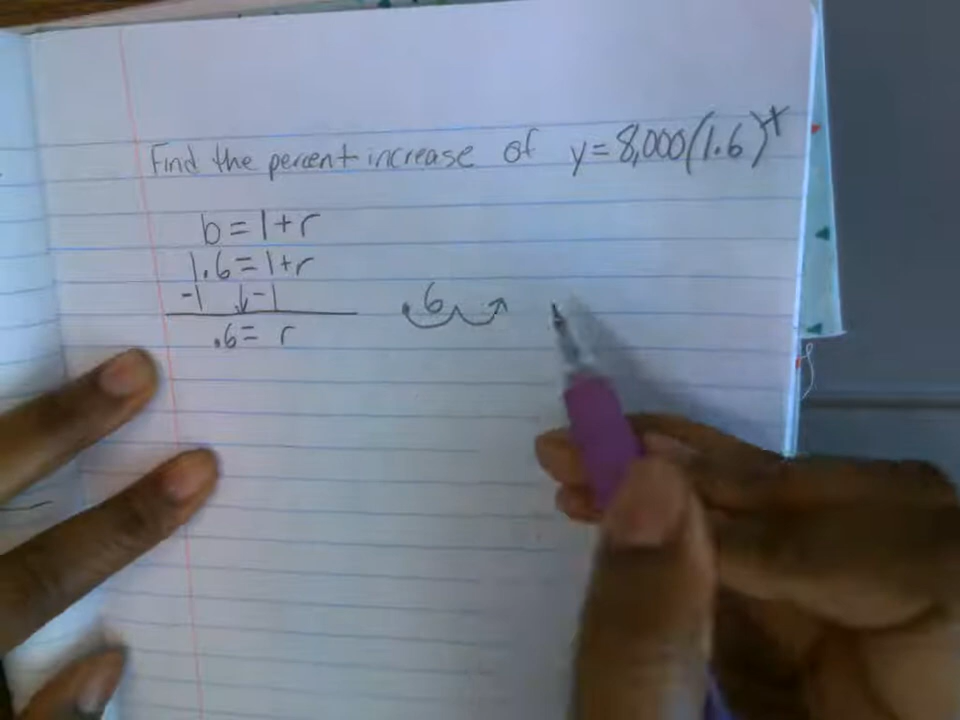 Find the percent increase of y=8,000(1.6)^x
b=1+r
1.6=1+r
-1 ↓-1
.6= r
.6